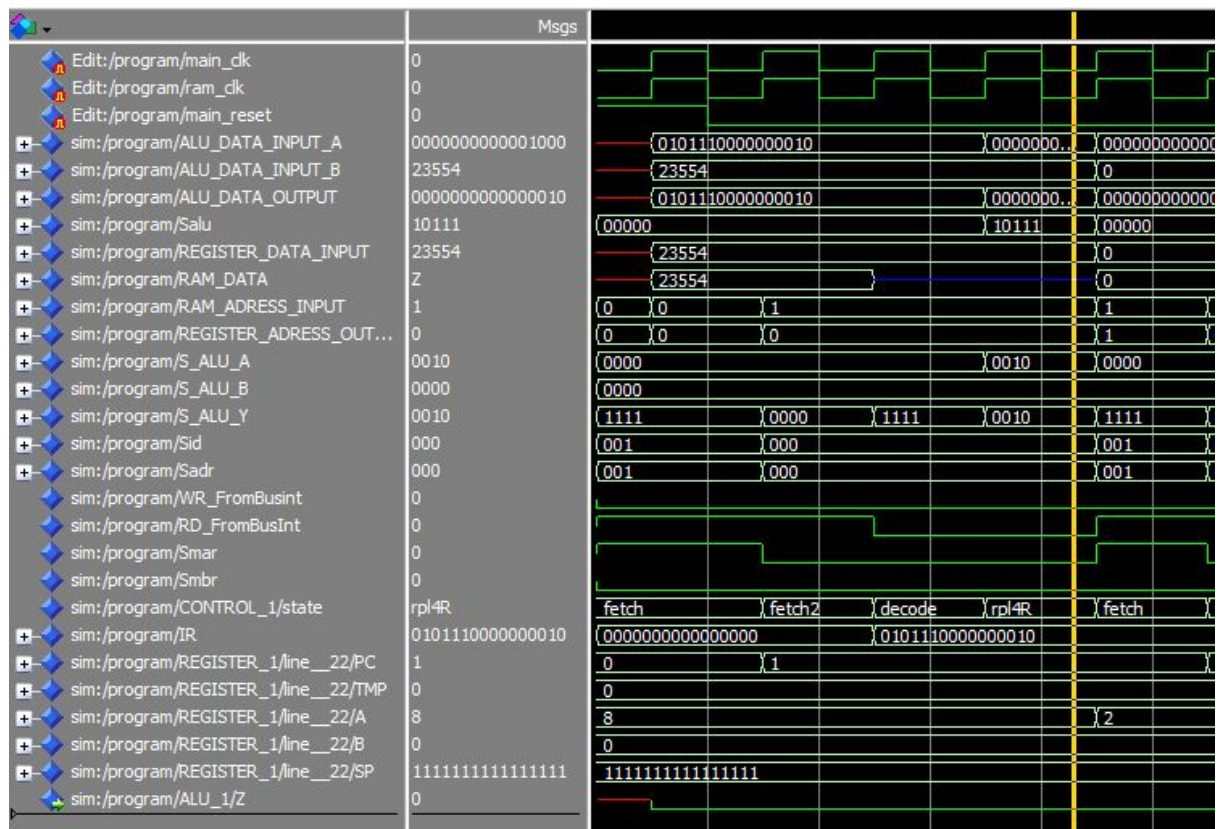 Msgs
Edit:/program/main_clk 0
Edit:/program/ram_clk 0
Edit:/program/main_reset 0
sim:/program/ALU_DATA_INPUT_A 0000000000001000 0101110000000010 0000000... 000000000000
sim:/program/ALU_DATA_INPUT_B 23554 23554 0
sim:/program/ALU_DATA_OUTPUT 0000000000000010 0101110000000010 0000000... 000000000000
sim:/program/Salu 10111 00000 10111 00000
sim:/program/REGISTER_DATA_INPUT 23554 23554 0
sim:/program/RAM_DATA Z 23554 0
sim:/program/RAM_ADRESS_INPUT 1 0 0 1 1
sim:/program/REGISTER_ADRESS_OUT... 0 0 0 0 1
sim:/program/S_ALU_A 0010 0000 0010 0000
sim:/program/S_ALU_B 0000 0000
sim:/program/S_ALU_Y 0010 1111 0000 1111 0010 1111
sim:/program/Sid 000 001 000 001
sim:/program/Sadr 000 001 000 001
sim:/program/WR_FromBusint 0
sim:/program/RD_FromBusInt 0
sim:/program/Smar 0
sim:/program/Smbr 0
sim:/program/CONTROL_1/state rpl4R fetch fetch2 decode rpl4R fetch
sim:/program/IR 0101110000000010 0000000000000000 0101110000000010
sim:/program/REGISTER_1/line__22/PC 1 0 1
sim:/program/REGISTER_1/line__22/TMP 0 0
sim:/program/REGISTER_1/line__22/A 8 8 2
sim:/program/REGISTER_1/line__22/B 0 0
sim:/program/REGISTER_1/line__22/SP 1111111111111111 1111111111111111
sim:/program/ALU_1/Z 0